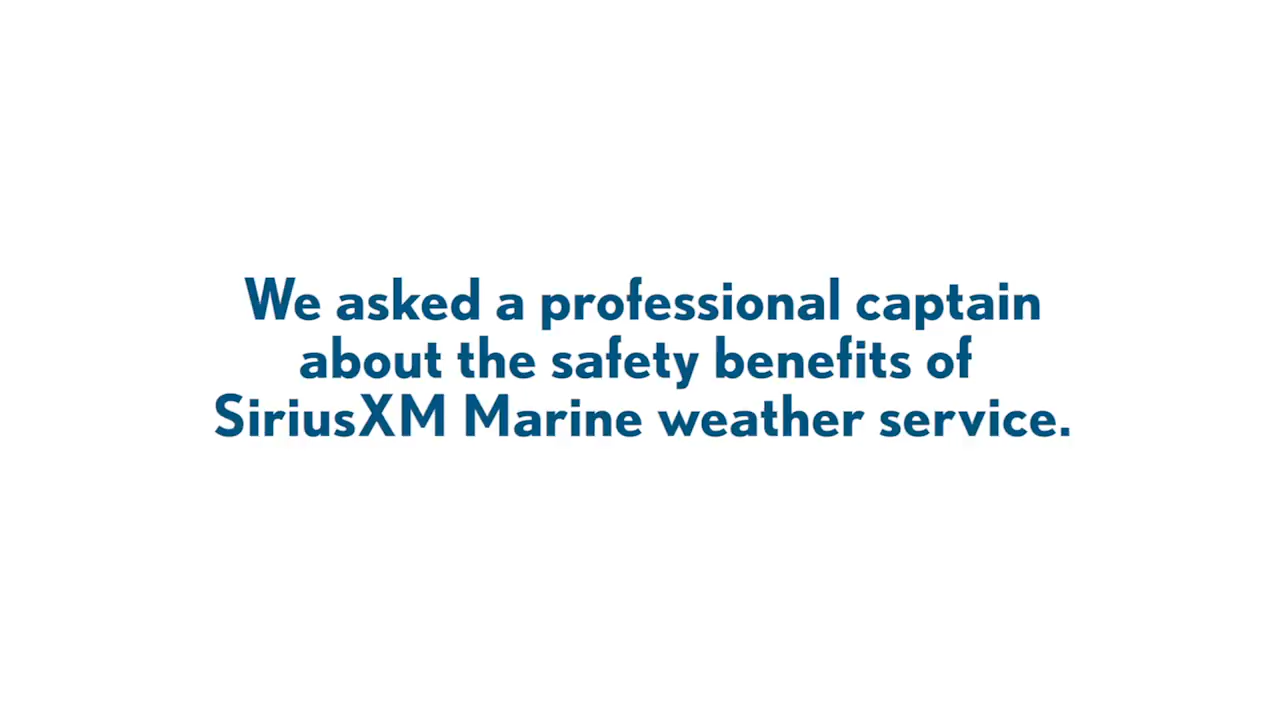 We asked a professional captain
about the safety benefits of
SiriusXM Marine weather service.